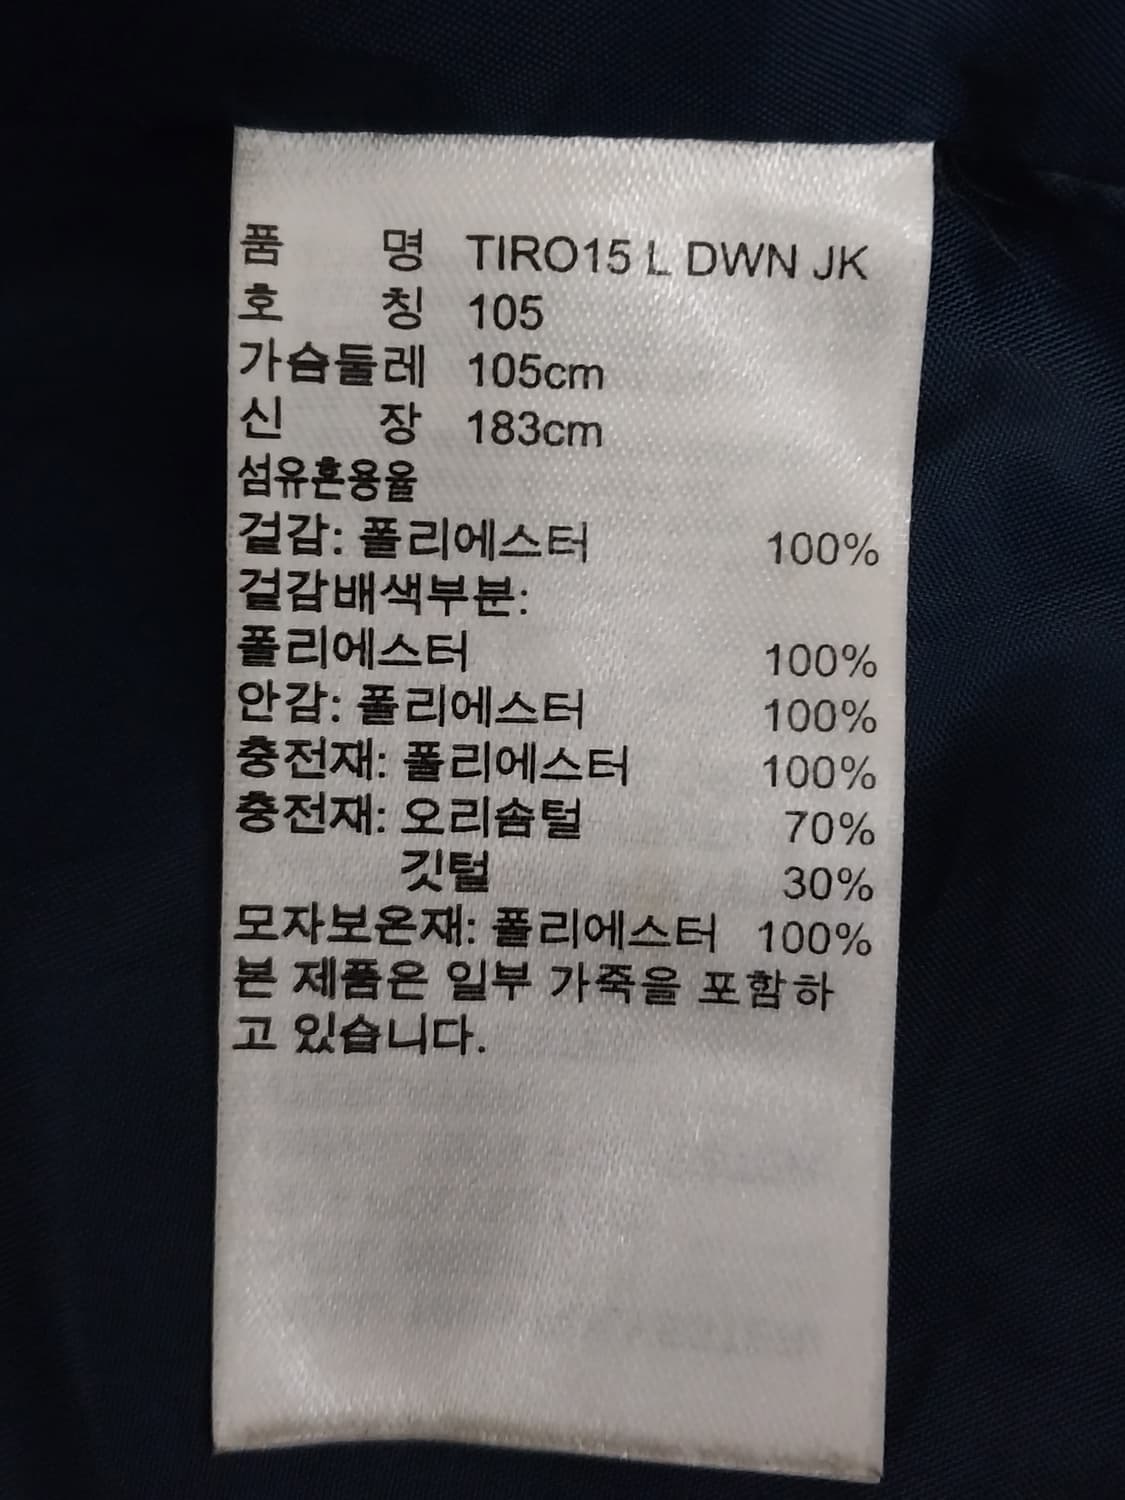 품 명 TIRO15 L DWN JK
호 칭 105
가슴둘레 105cm
신 장 183cm
섬유혼용율
겉감: 폴리에스터 100%
겉감배색부분:
폴리에스터 100%
안감: 폴리에스터 100%
충전재: 폴리에스터 100%
충전재: 오리솜털 70%
깃털 30%
모자보온재: 폴리에스터 100%
본 제품은 일부 가죽을 포함하
고 있습니다.